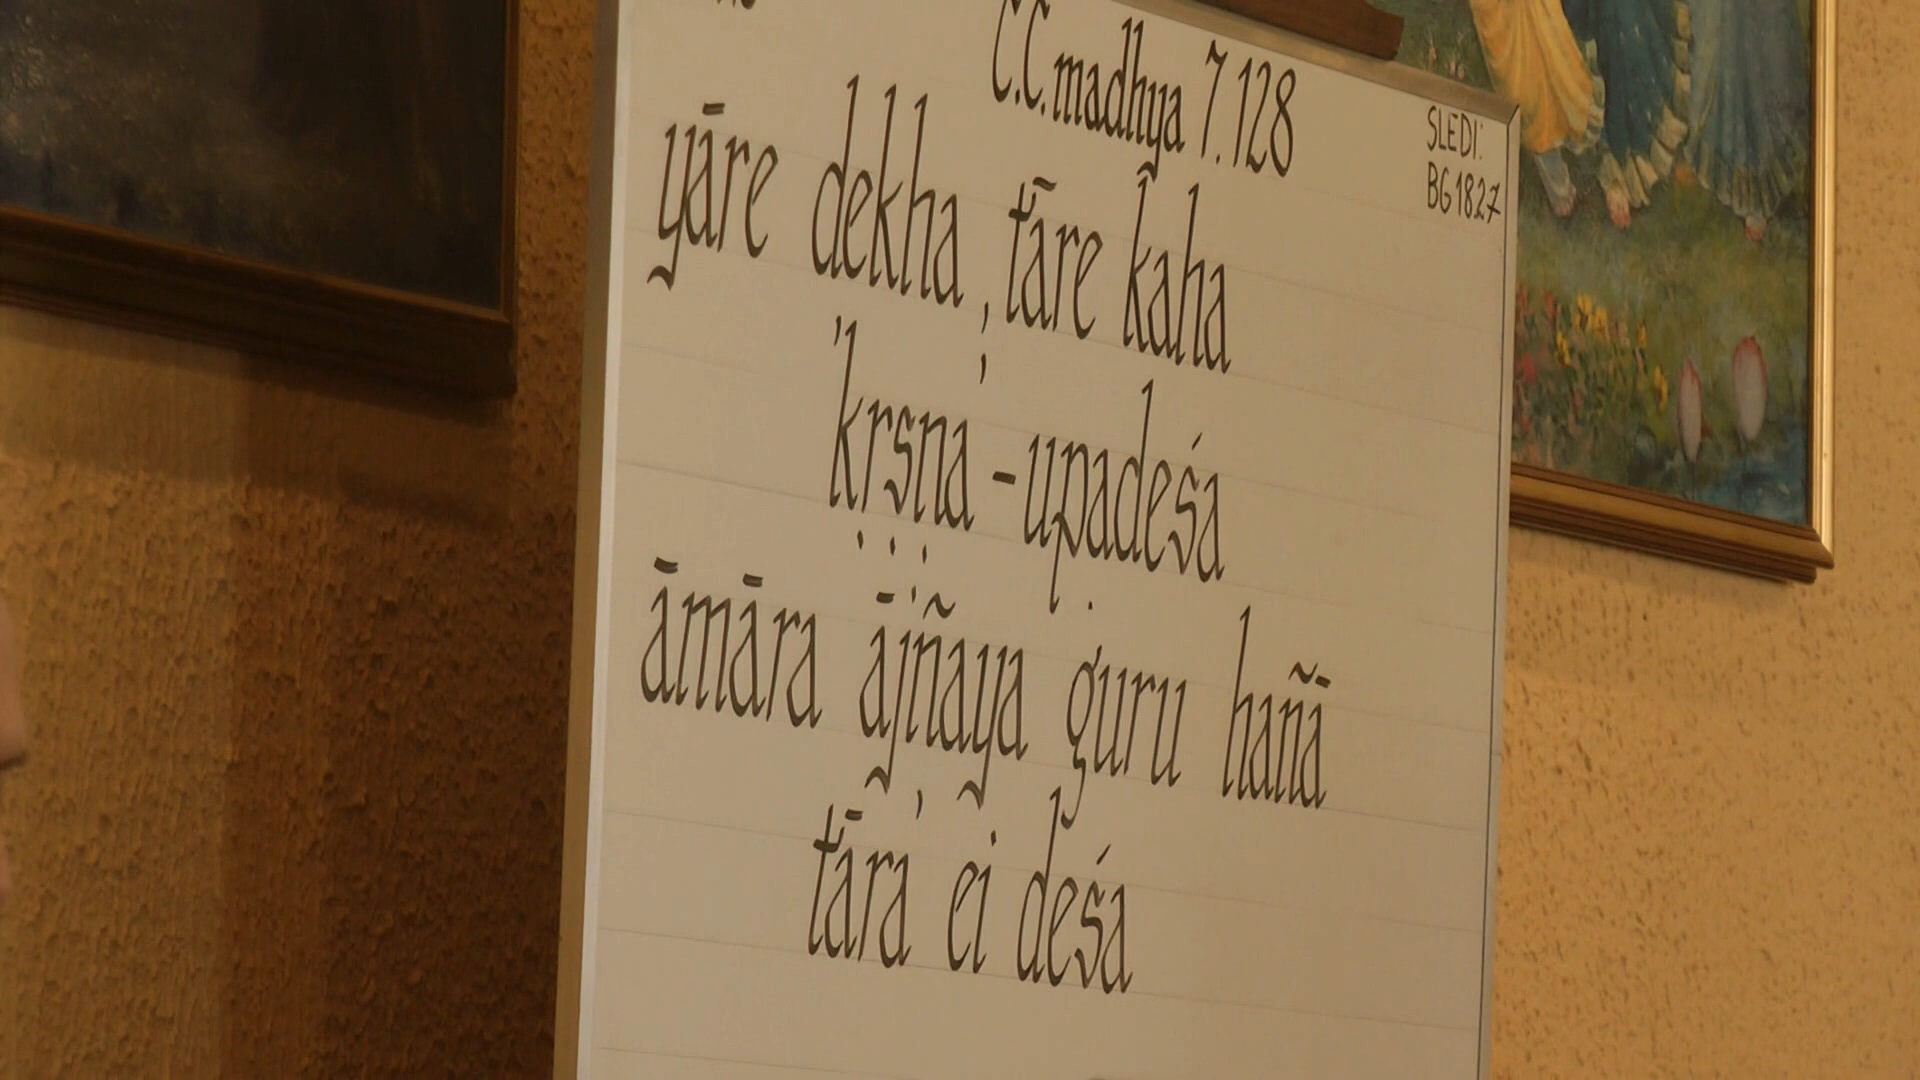 C.C. madhya 7.128
SLEDI:
BG 18.27
yāre dekha, tāre kaha
'kṛṣṇa'-upadeśa
āmāra ājñaya guru hañā
tāra' ei deśa